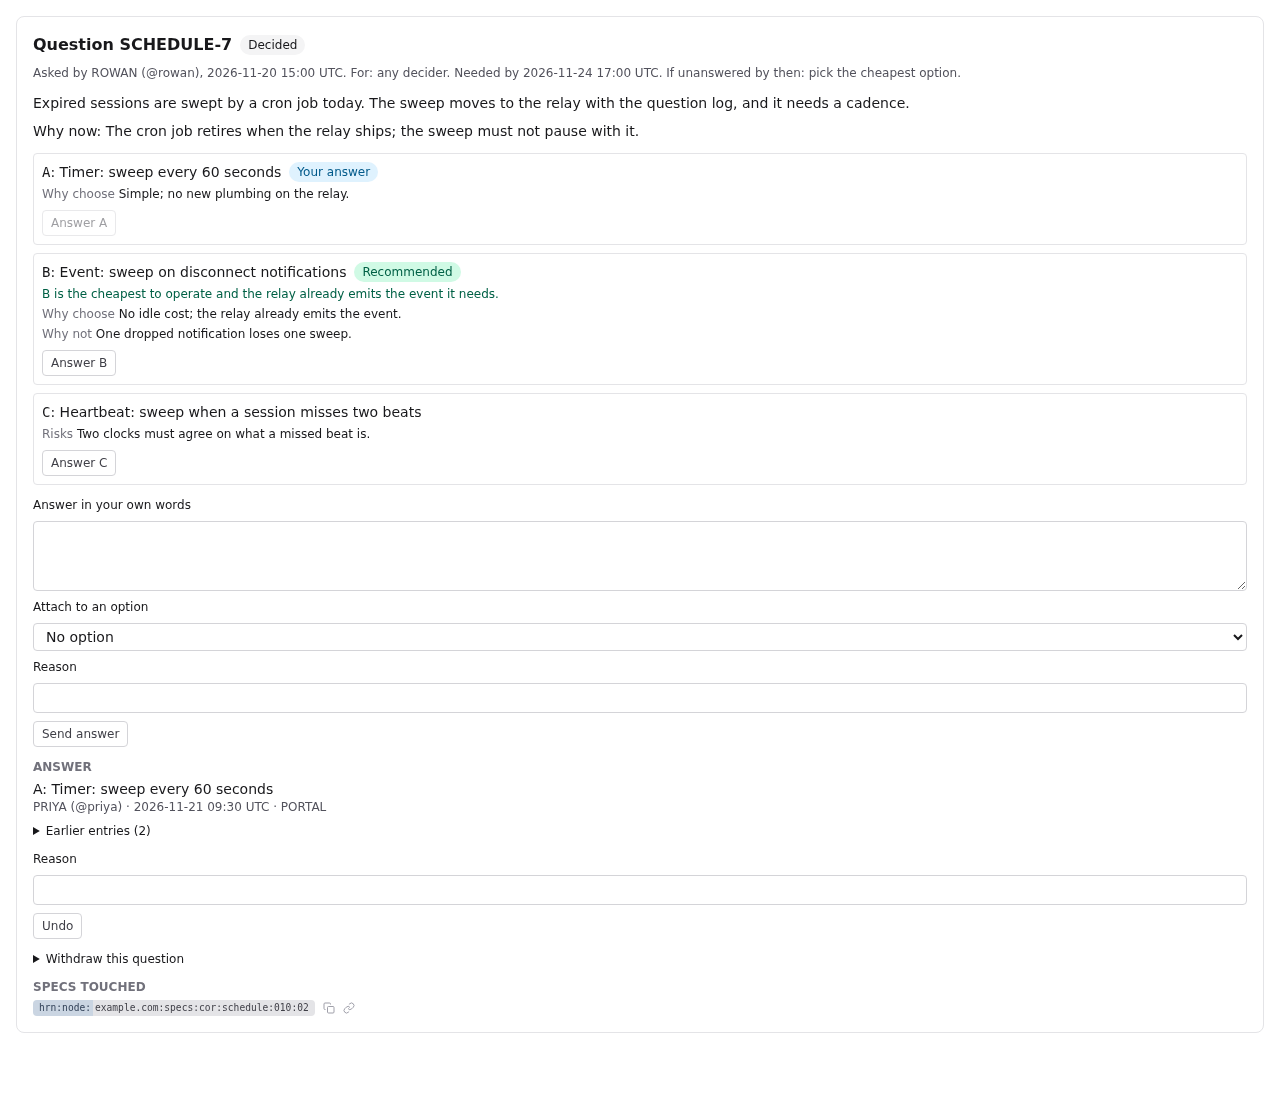 Question SCHEDULE-7 Decided
Asked by ROWAN (@rowan), 2026-11-20 15:00 UTC. For: any decider. Needed by 2026-11-24 17:00 UTC. If unanswered by then: pick the cheapest option.
Expired sessions are swept by a cron job today. The sweep moves to the relay with the question log, and it needs a cadence.
Why now: The cron job retires when the relay ships; the sweep must not pause with it.
A: Timer: sweep every 60 seconds Your answer
Why choose Simple; no new plumbing on the relay.
Answer A
B: Event: sweep on disconnect notifications Recommended
B is the cheapest to operate and the relay already emits the event it needs.
Why choose No idle cost; the relay already emits the event.
Why not One dropped notification loses one sweep.
Answer B
C: Heartbeat: sweep when a session misses two beats
Risks Two clocks must agree on what a missed beat is.
Answer C
Answer in your own words
Attach to an option
No option
Reason
Send answer
ANSWER
A: Timer: sweep every 60 seconds
PRIYA (@priya) · 2026-11-21 09:30 UTC · PORTAL
Earlier entries (2)
Reason
Undo
Withdraw this question
SPECS TOUCHED
hrn:node:example.com:specs:cor:schedule:010:02